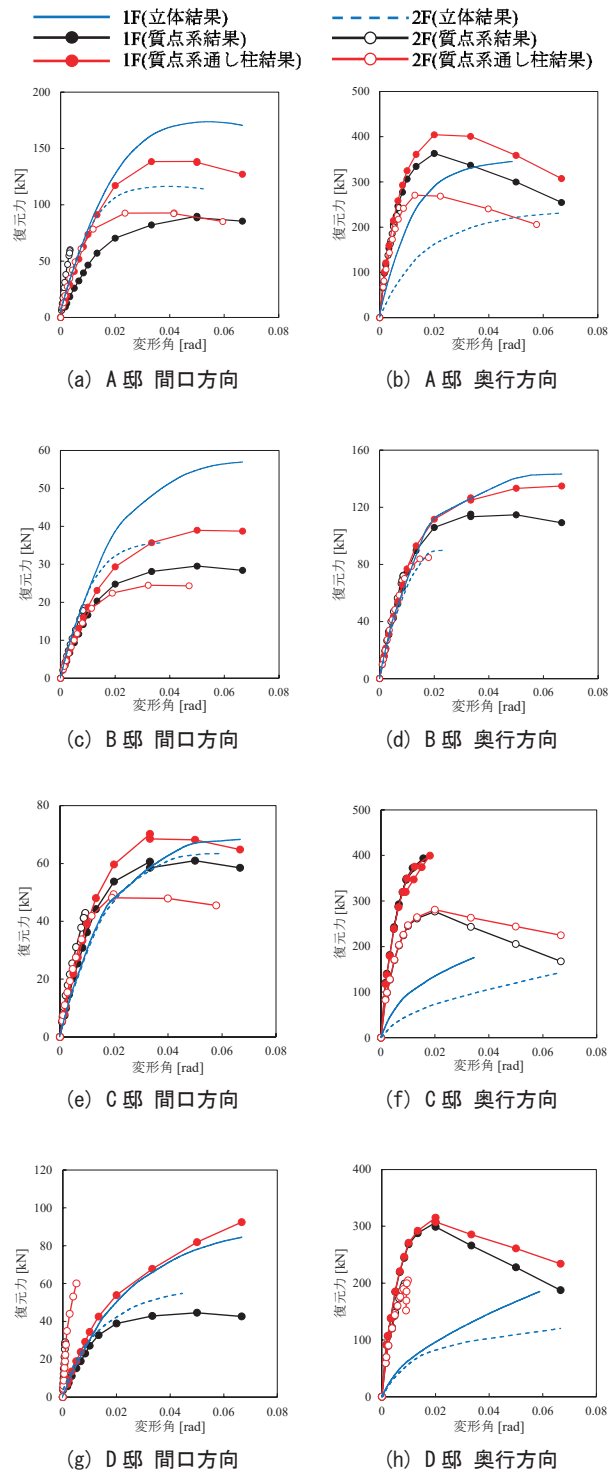 1F(立体結果) 2F(立体結果)
1F(質点系結果) 2F(質点系結果)
1F(質点系通し柱結果) 2F(質点系通し柱結果)
200
150
100
50
0
0 0.02 0.04 0.06 0.08
復元力 [kN]
変形角 [rad]
(a) A邸 間口方向
500
400
300
200
100
0
0 0.02 0.04 0.06 0.08
復元力 [kN]
変形角 [rad]
(b) A邸 奥行方向
60
50
40
30
20
10
0
0 0.02 0.04 0.06 0.08
復元力 [kN]
変形角 [rad]
(c) B邸 間口方向
160
120
80
40
0
0 0.02 0.04 0.06 0.08
復元力 [kN]
変形角 [rad]
(d) B邸 奥行方向
80
60
40
20
0
0 0.02 0.04 0.06 0.08
復元力 [kN]
変形角 [rad]
(e) C邸 間口方向
500
400
300
200
100
0
0 0.02 0.04 0.06 0.08
復元力 [kN]
変形角 [rad]
(f) C邸 奥行方向
120
100
80
60
40
20
0
0 0.02 0.04 0.06 0.08
復元力 [kN]
変形角 [rad]
(g) D邸 間口方向
400
300
200
100
0
0 0.02 0.04 0.06 0.08
復元力 [kN]
変形角 [rad]
(h) D邸 奥行方向